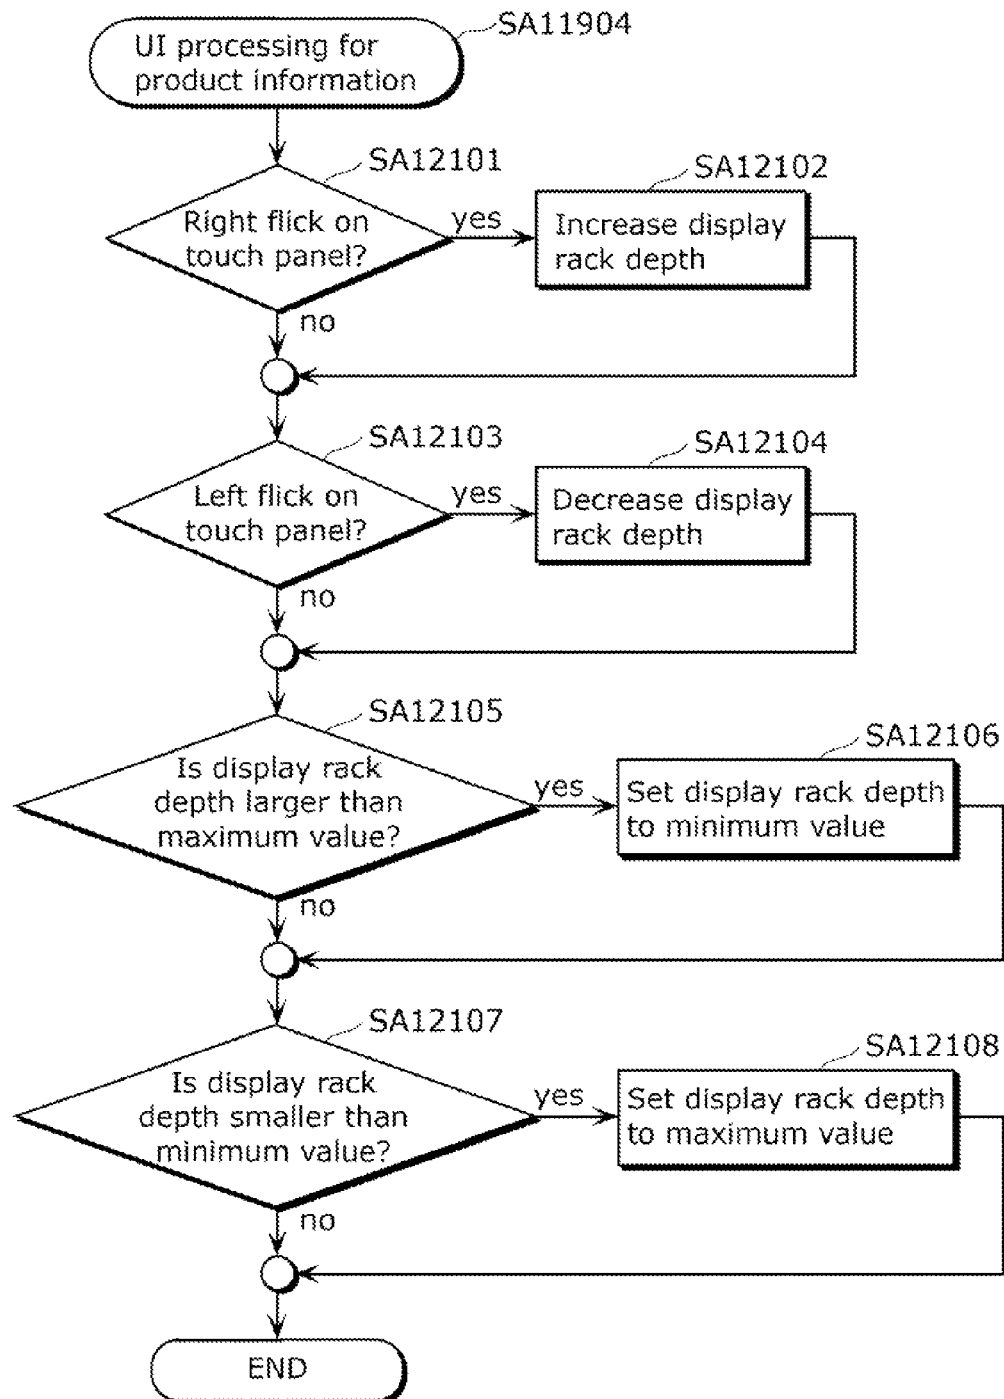 SA11904
UI processing for
product information
SA12101
Right flick on
touch panel?
yes
SA12102
Increase display
rack depth
no
SA12103
Left flick on
touch panel?
yes
SA12104
Decrease display
rack depth
no
SA12105
Is display rack
depth larger than
maximum value?
yes
SA12106
Set display rack depth
to minimum value
no
SA12107
Is display rack
depth smaller than
minimum value?
yes
SA12108
Set display rack depth
to maximum value
no
END